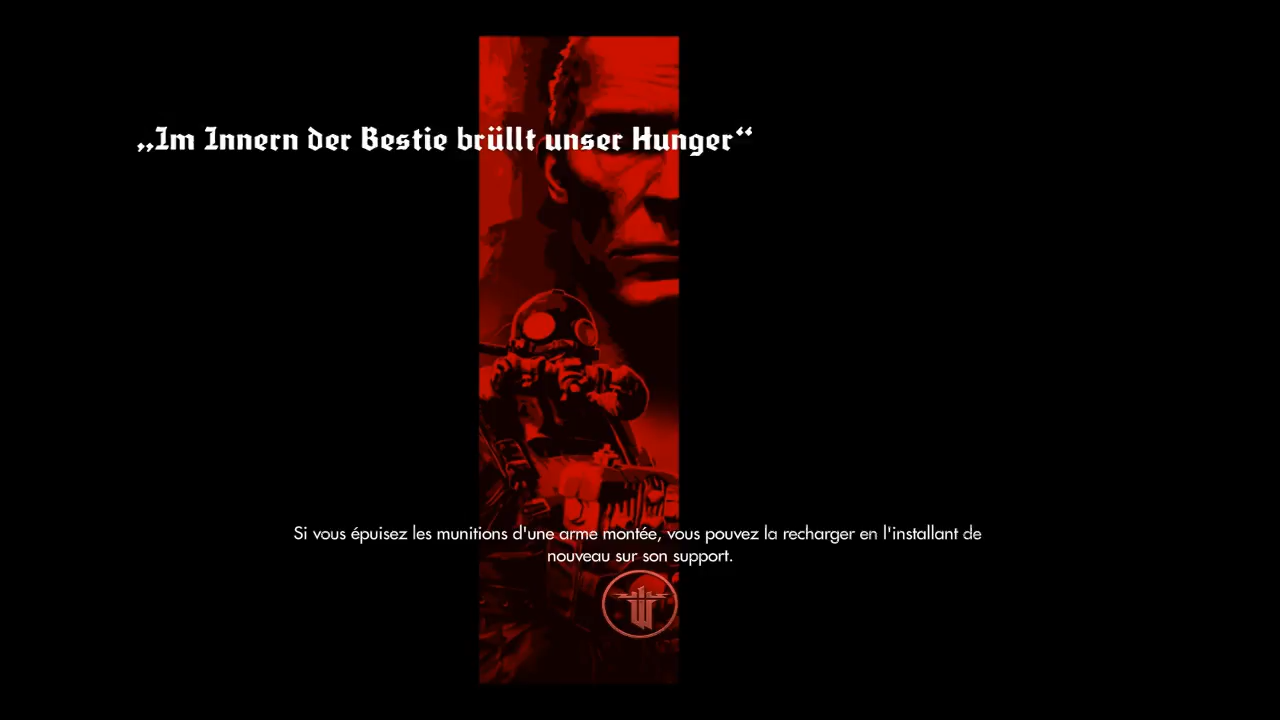 „Im Innern der Bestie brüllt unser Hunger“
Si vous épuisez les munitions d'une arme montée, vous pouvez la recharger en l'installant de
nouveau sur son support.